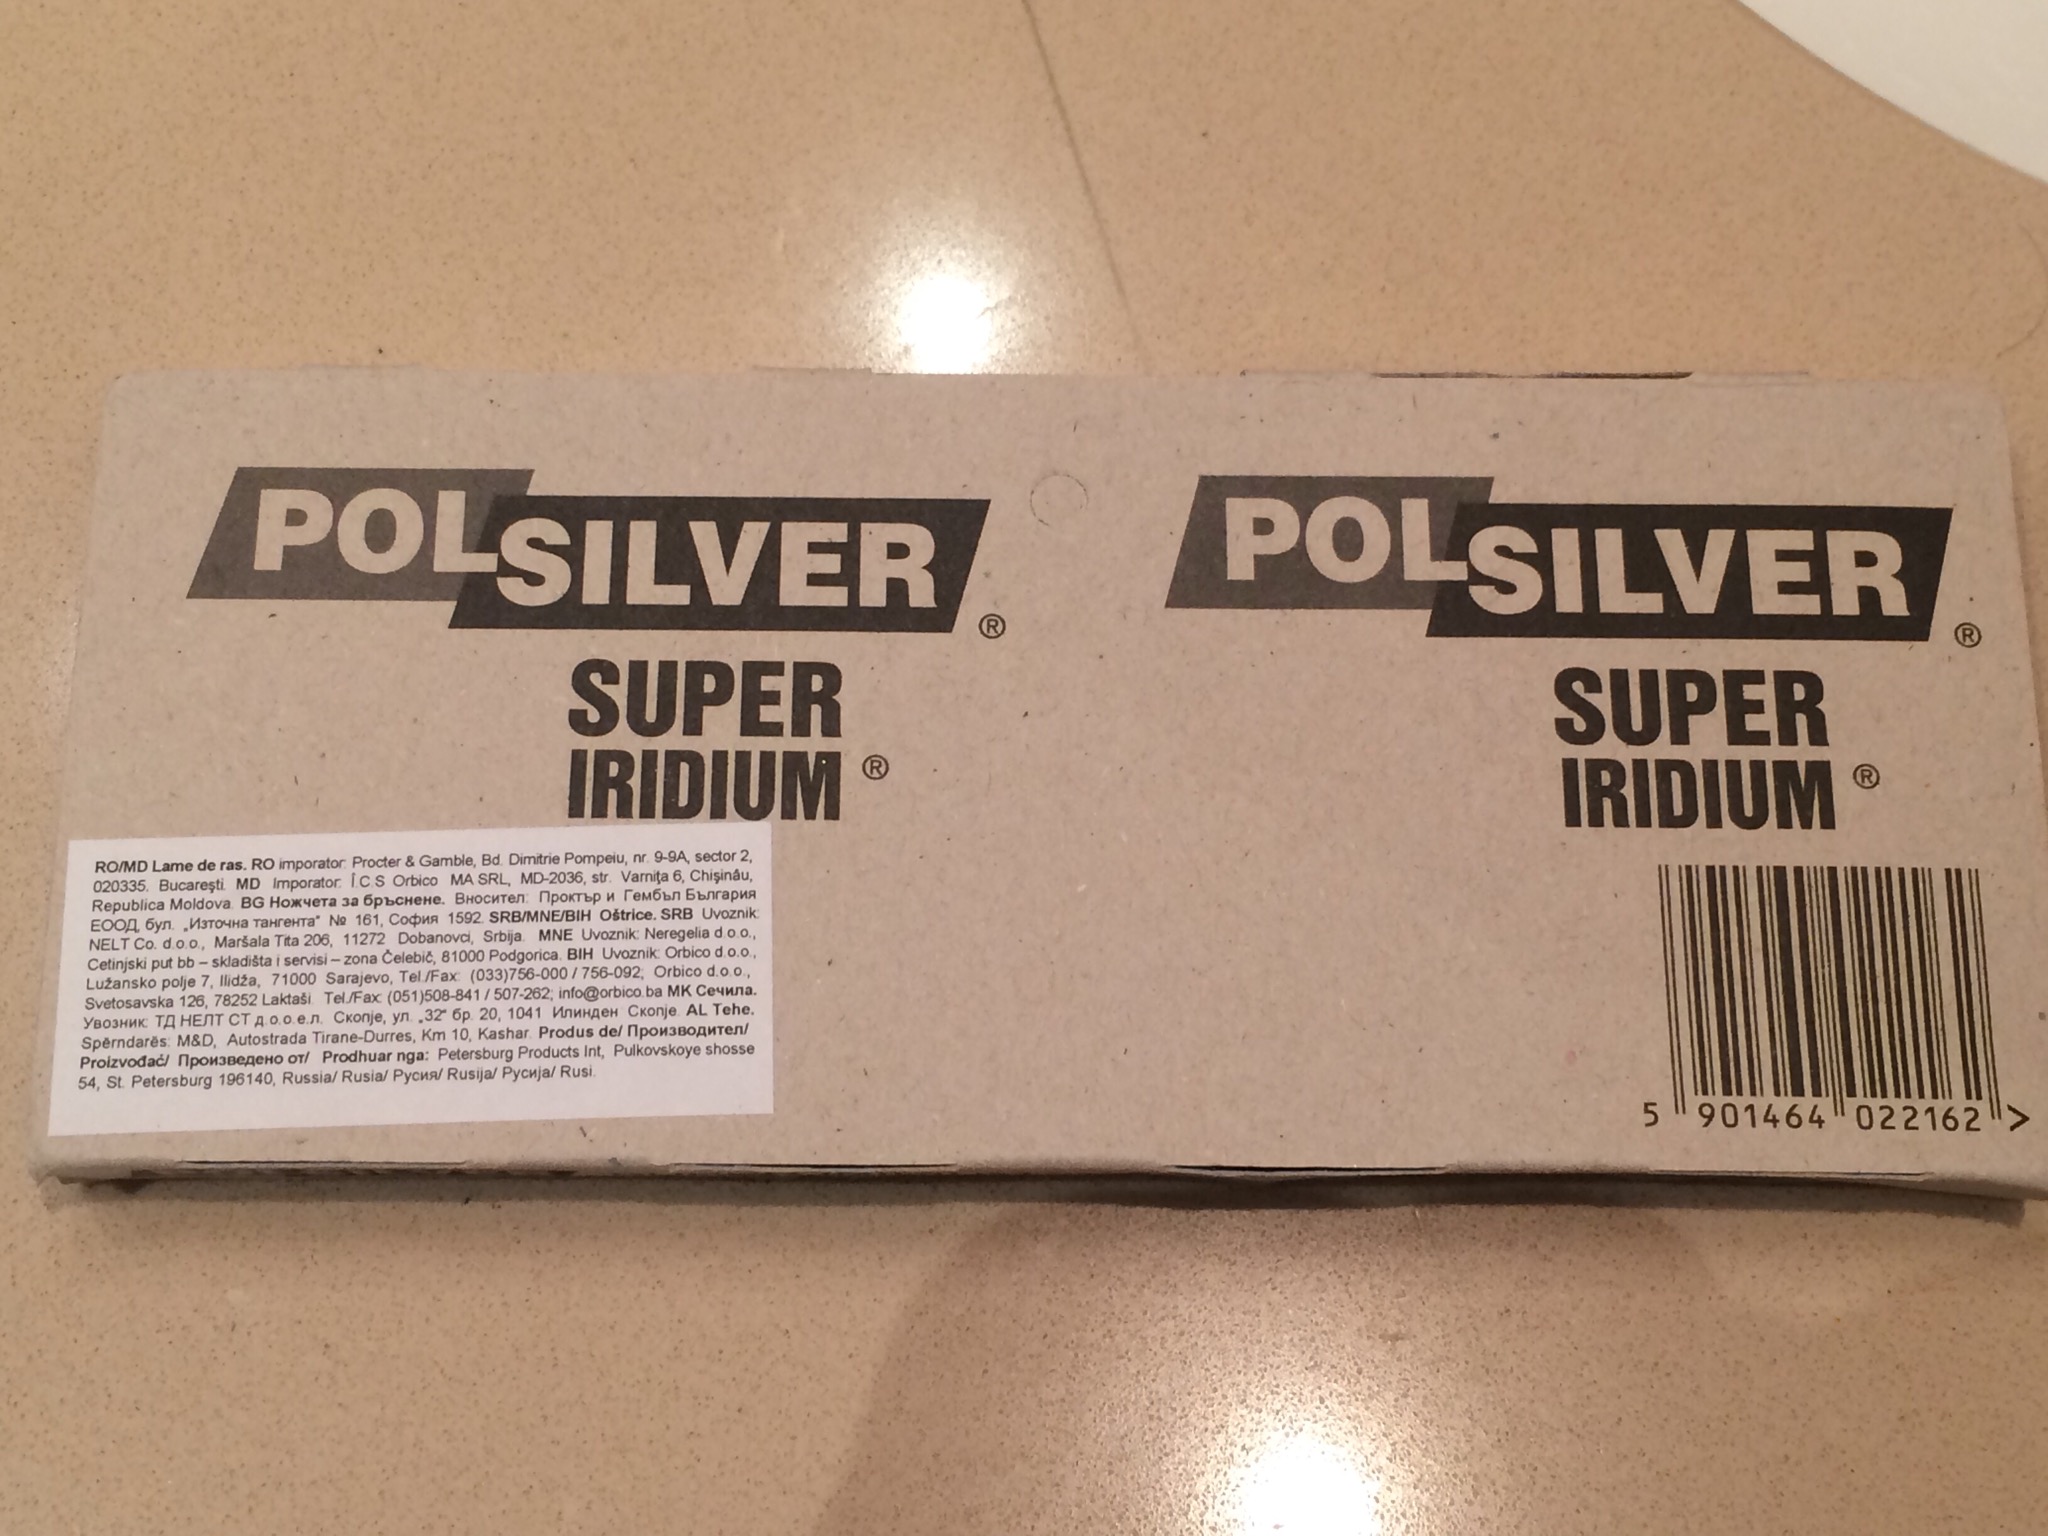 POLSILVER®
SUPER
IRIDIUM®
RO/MD Lame de ras. RO imporator: Procter & Gamble, Bd. Dimitrie Pompeiu, nr. 9-9A, sector 2,
020335. Bucareşti. MD Imporator: Î.C.S Orbico MA SRL, MD-2036, str. Varniţa 6, Chişinâu,
Republica Moldova. BG Ножчета за бръснене. Вносител: Проктър и Гембъл България
ЕООД, бул. „Източна тангента" № 161, София 1592. SRB/MNE/BIH Oštrice. SRB Uvoznik:
NELT Co. d.o.o., Maršala Tita 206, 11272 Dobanovci, Srbija. MNE Uvoznik: Neregelia d.o.o.,
Cetinjski put bb – skladišta i servisi – zona Čelebič, 81000 Podgorica. BIH Uvoznik: Orbico d.o.o.,
Lužansko polje 7, Ilidža, 71000 Sarajevo, Tel./Fax: (033)756-000 / 756-092; Orbico d.o.o.,
Svetosavska 126, 78252 Laktaši. Tel./Fax: (051)508-841 / 507-262; info@orbico.ba MK Сечила.
Увозник: ТД НЕЛТ СТ д.о.о.е.л. Скопје, ул. „32" бр. 20, 1041 Илинден Скопје. AL Tehe.
Spërndarës: M&D, Autostrada Tirane-Durres, Km 10, Kashar. Produs de/ Производител/
Proizvođač/ Произведено от/ Prodhuar nga: Petersburg Products Int, Pulkovskoye shosse
54, St. Petersburg 196140, Russia/ Rusia/ Русия/ Rusija/ Русија/ Rusi.
POLSILVER®
SUPER
IRIDIUM®
5 901464 022162 >